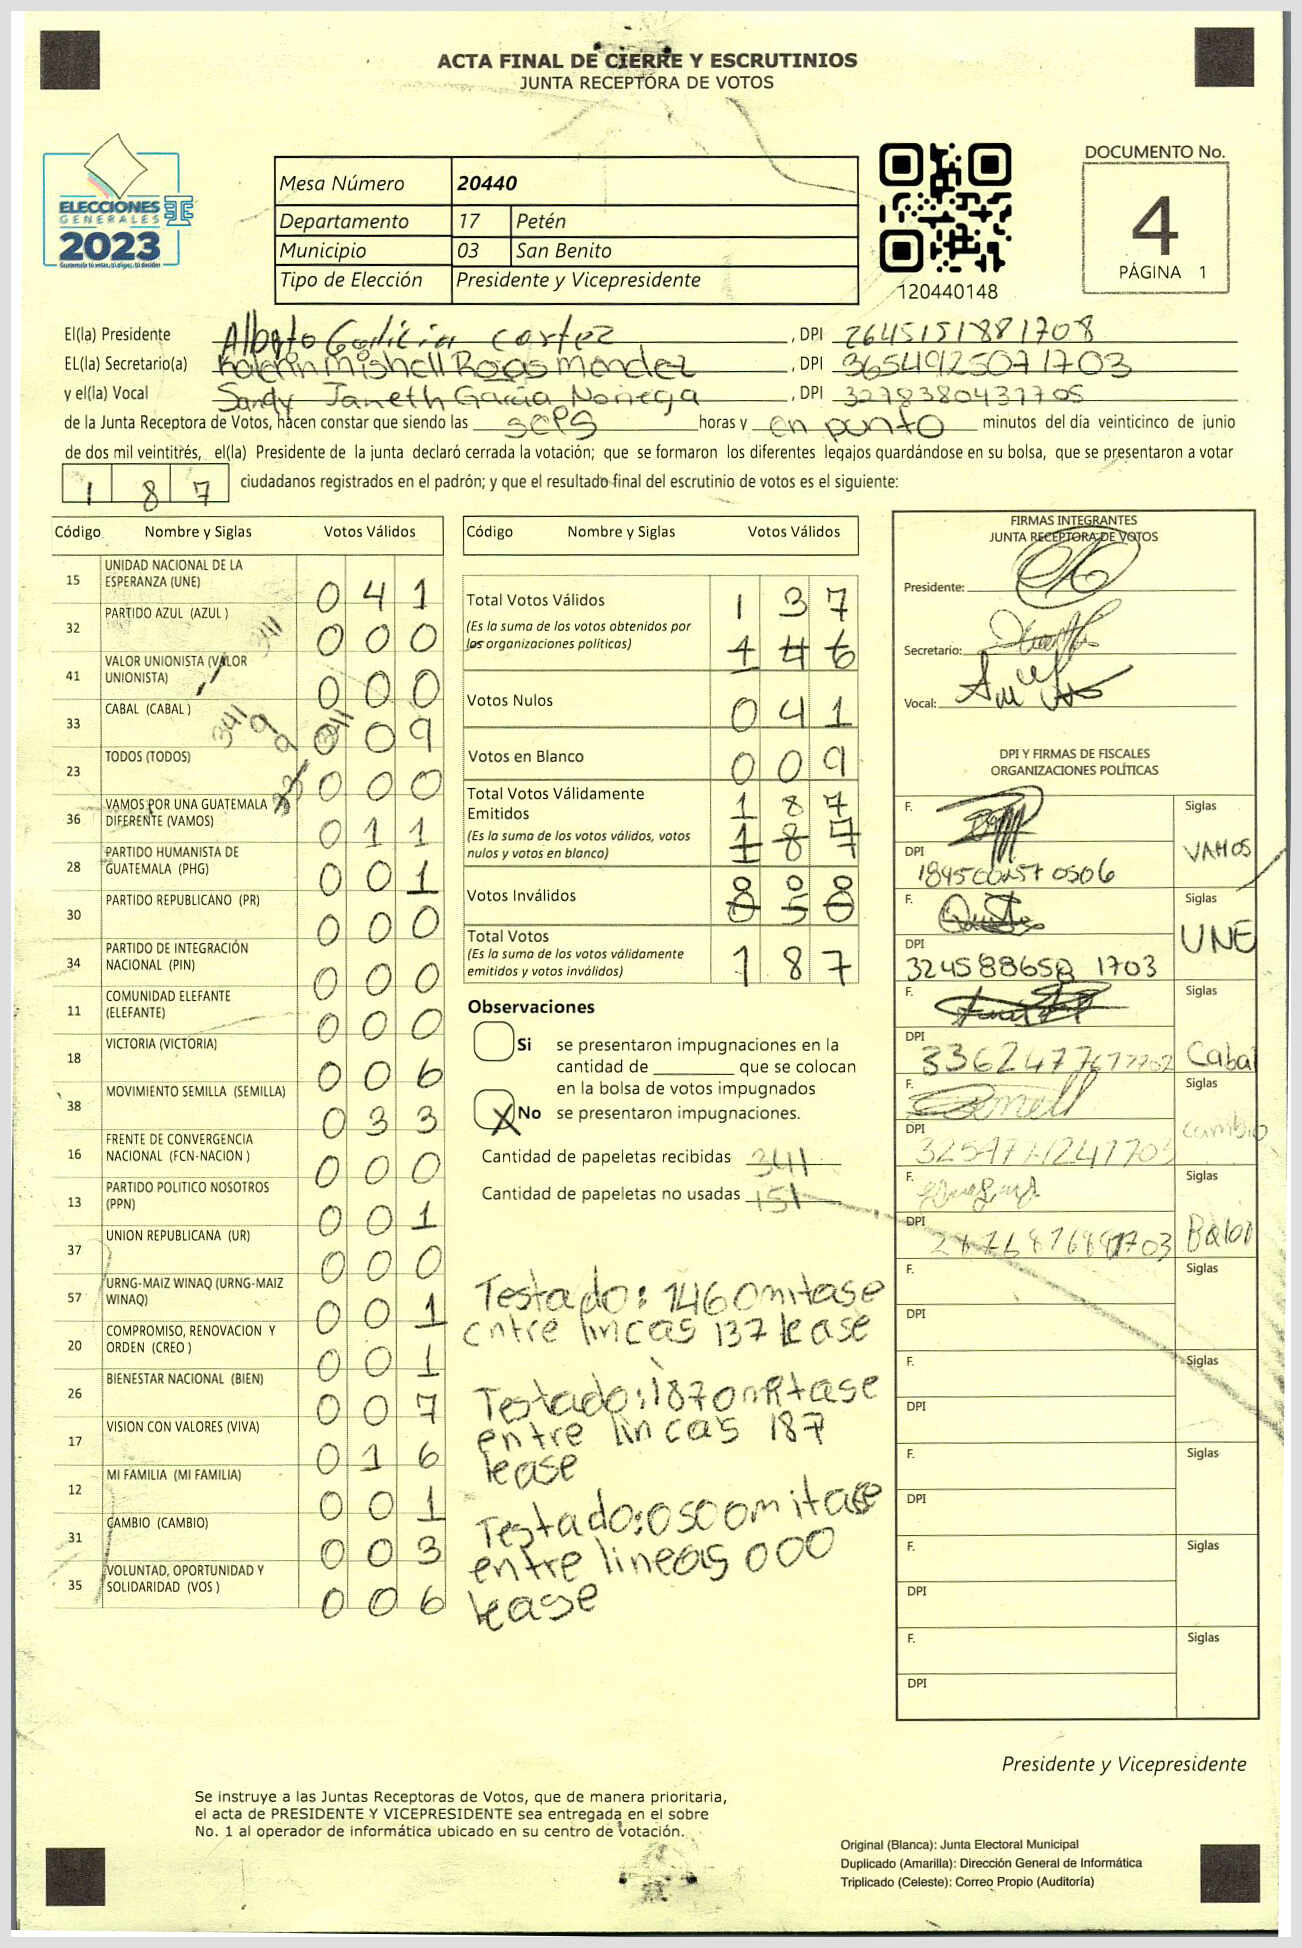 ACTA FINAL DE CIERRE Y ESCRUTINIOS
JUNTA RECEPTORA DE VOTOS
ELECCIONES
GENERALES
2023
Mesa Número 20440
Departamento 17 Petén
Municipio 03 San Benito
Tipo de Elección Presidente y Vicepresidente
120440148
DOCUMENTO No.
4
PÁGINA 1
El(la) Presidente Cortez , DPI 2645151881708
EL(la) Secretario(a) Mishell Rojas Mendez , DPI 3654925071703
y el(la) Vocal Sandy Janeth Garcia Noriega , DPI 3278380437705
de la Junta Receptora de Votos, hacen constar que siendo las seis horas y en punto minutos del día veinticinco de junio
de dos mil veintitrés, el(la) Presidente de la junta declaró cerrada la votación; que se formaron los diferentes legajos guardándose en su bolsa, que se presentaron a votar
1 8 7 ciudadanos registrados en el padrón; y que el resultado final del escrutinio de votos es el siguiente:
Código Nombre y Siglas Votos Válidos
15 UNIDAD NACIONAL DE LA ESPERANZA (UNE) 0 4 1
32 PARTIDO AZUL (AZUL ) 0 0 0
41 VALOR UNIONISTA (VALOR UNIONISTA) 0 0 0
33 CABAL (CABAL ) 0 0 9
23 TODOS (TODOS) 0 0 0
36 VAMOS POR UNA GUATEMALA DIFERENTE (VAMOS) 0 1 1
28 PARTIDO HUMANISTA DE GUATEMALA (PHG) 0 0 1
30 PARTIDO REPUBLICANO (PR) 0 0 0
34 PARTIDO DE INTEGRACIÓN NACIONAL (PIN) 0 0 0
11 COMUNIDAD ELEFANTE (ELEFANTE) 0 0 0
18 VICTORIA (VICTORIA) 0 0 6
38 MOVIMIENTO SEMILLA (SEMILLA) 0 3 3
16 FRENTE DE CONVERGENCIA NACIONAL (FCN-NACION ) 0 0 0
13 PARTIDO POLITICO NOSOTROS (PPN) 0 0 1
37 UNION REPUBLICANA (UR) 0 0 0
57 URNG-MAIZ WINAQ (URNG-MAIZ WINAQ) 0 0 1
20 COMPROMISO, RENOVACION Y ORDEN (CREO ) 0 0 1
26 BIENESTAR NACIONAL (BIEN) 0 0 7
17 VISION CON VALORES (VIVA) 0 1 6
12 MI FAMILIA (MI FAMILIA) 0 0 1
31 CAMBIO (CAMBIO) 0 0 3
35 VOLUNTAD, OPORTUNIDAD Y SOLIDARIDAD (VOS ) 0 0 6
Código Nombre y Siglas Votos Válidos
Total Votos Válidos 1 3 7
(Es la suma de los votos obtenidos por
los organizaciones políticas) 1 4 6
Votos Nulos 0 4 1
Votos en Blanco 0 0 9
Total Votos Válidamente
Emitidos 1 8 7
(Es la suma de los votos válidos, votos
nulos y votos en blanco) 1 8 7
Votos Inválidos 0 0 0
0 5 0
Total Votos
(Es la suma de los votos válidamente
emitidos y votos inválidos) 1 8 7
Observaciones
Si se presentaron impugnaciones en la
cantidad de ________ que se colocan
en la bolsa de votos impugnados
X No se presentaron impugnaciones.
Cantidad de papeletas recibidas 341
Cantidad de papeletas no usadas 151
Testado: 146 Omitase
entre lineas 137 lease
Testado: 187 omitase
entre lineas 187
lease
Testado: 050 omitase
entre lineas 000
lease
FIRMAS INTEGRANTES
JUNTA RECEPTORA DE VOTOS
Presidente:
Secretario:
Vocal:
DPI Y FIRMAS DE FISCALES
ORGANIZACIONES POLÍTICAS
F. Siglas
DPI VAMOS
F. Siglas
DPI UNE
F. Siglas
DPI Cabal
F. Siglas
DPI cambio
F. Siglas
DPI
F. Siglas
DPI
F. Siglas
DPI
F. Siglas
DPI
F. Siglas
DPI
F. Siglas
DPI
Presidente y Vicepresidente
Se instruye a las Juntas Receptoras de Votos, que de manera prioritaria,
el acta de PRESIDENTE Y VICEPRESIDENTE sea entregada en el sobre
No. 1 al operador de informática ubicado en su centro de votación.
Original (Blanca): Junta Electoral Municipal
Duplicado (Amarilla): Dirección General de Informática
Triplicado (Celeste): Correo Propio (Auditoría)